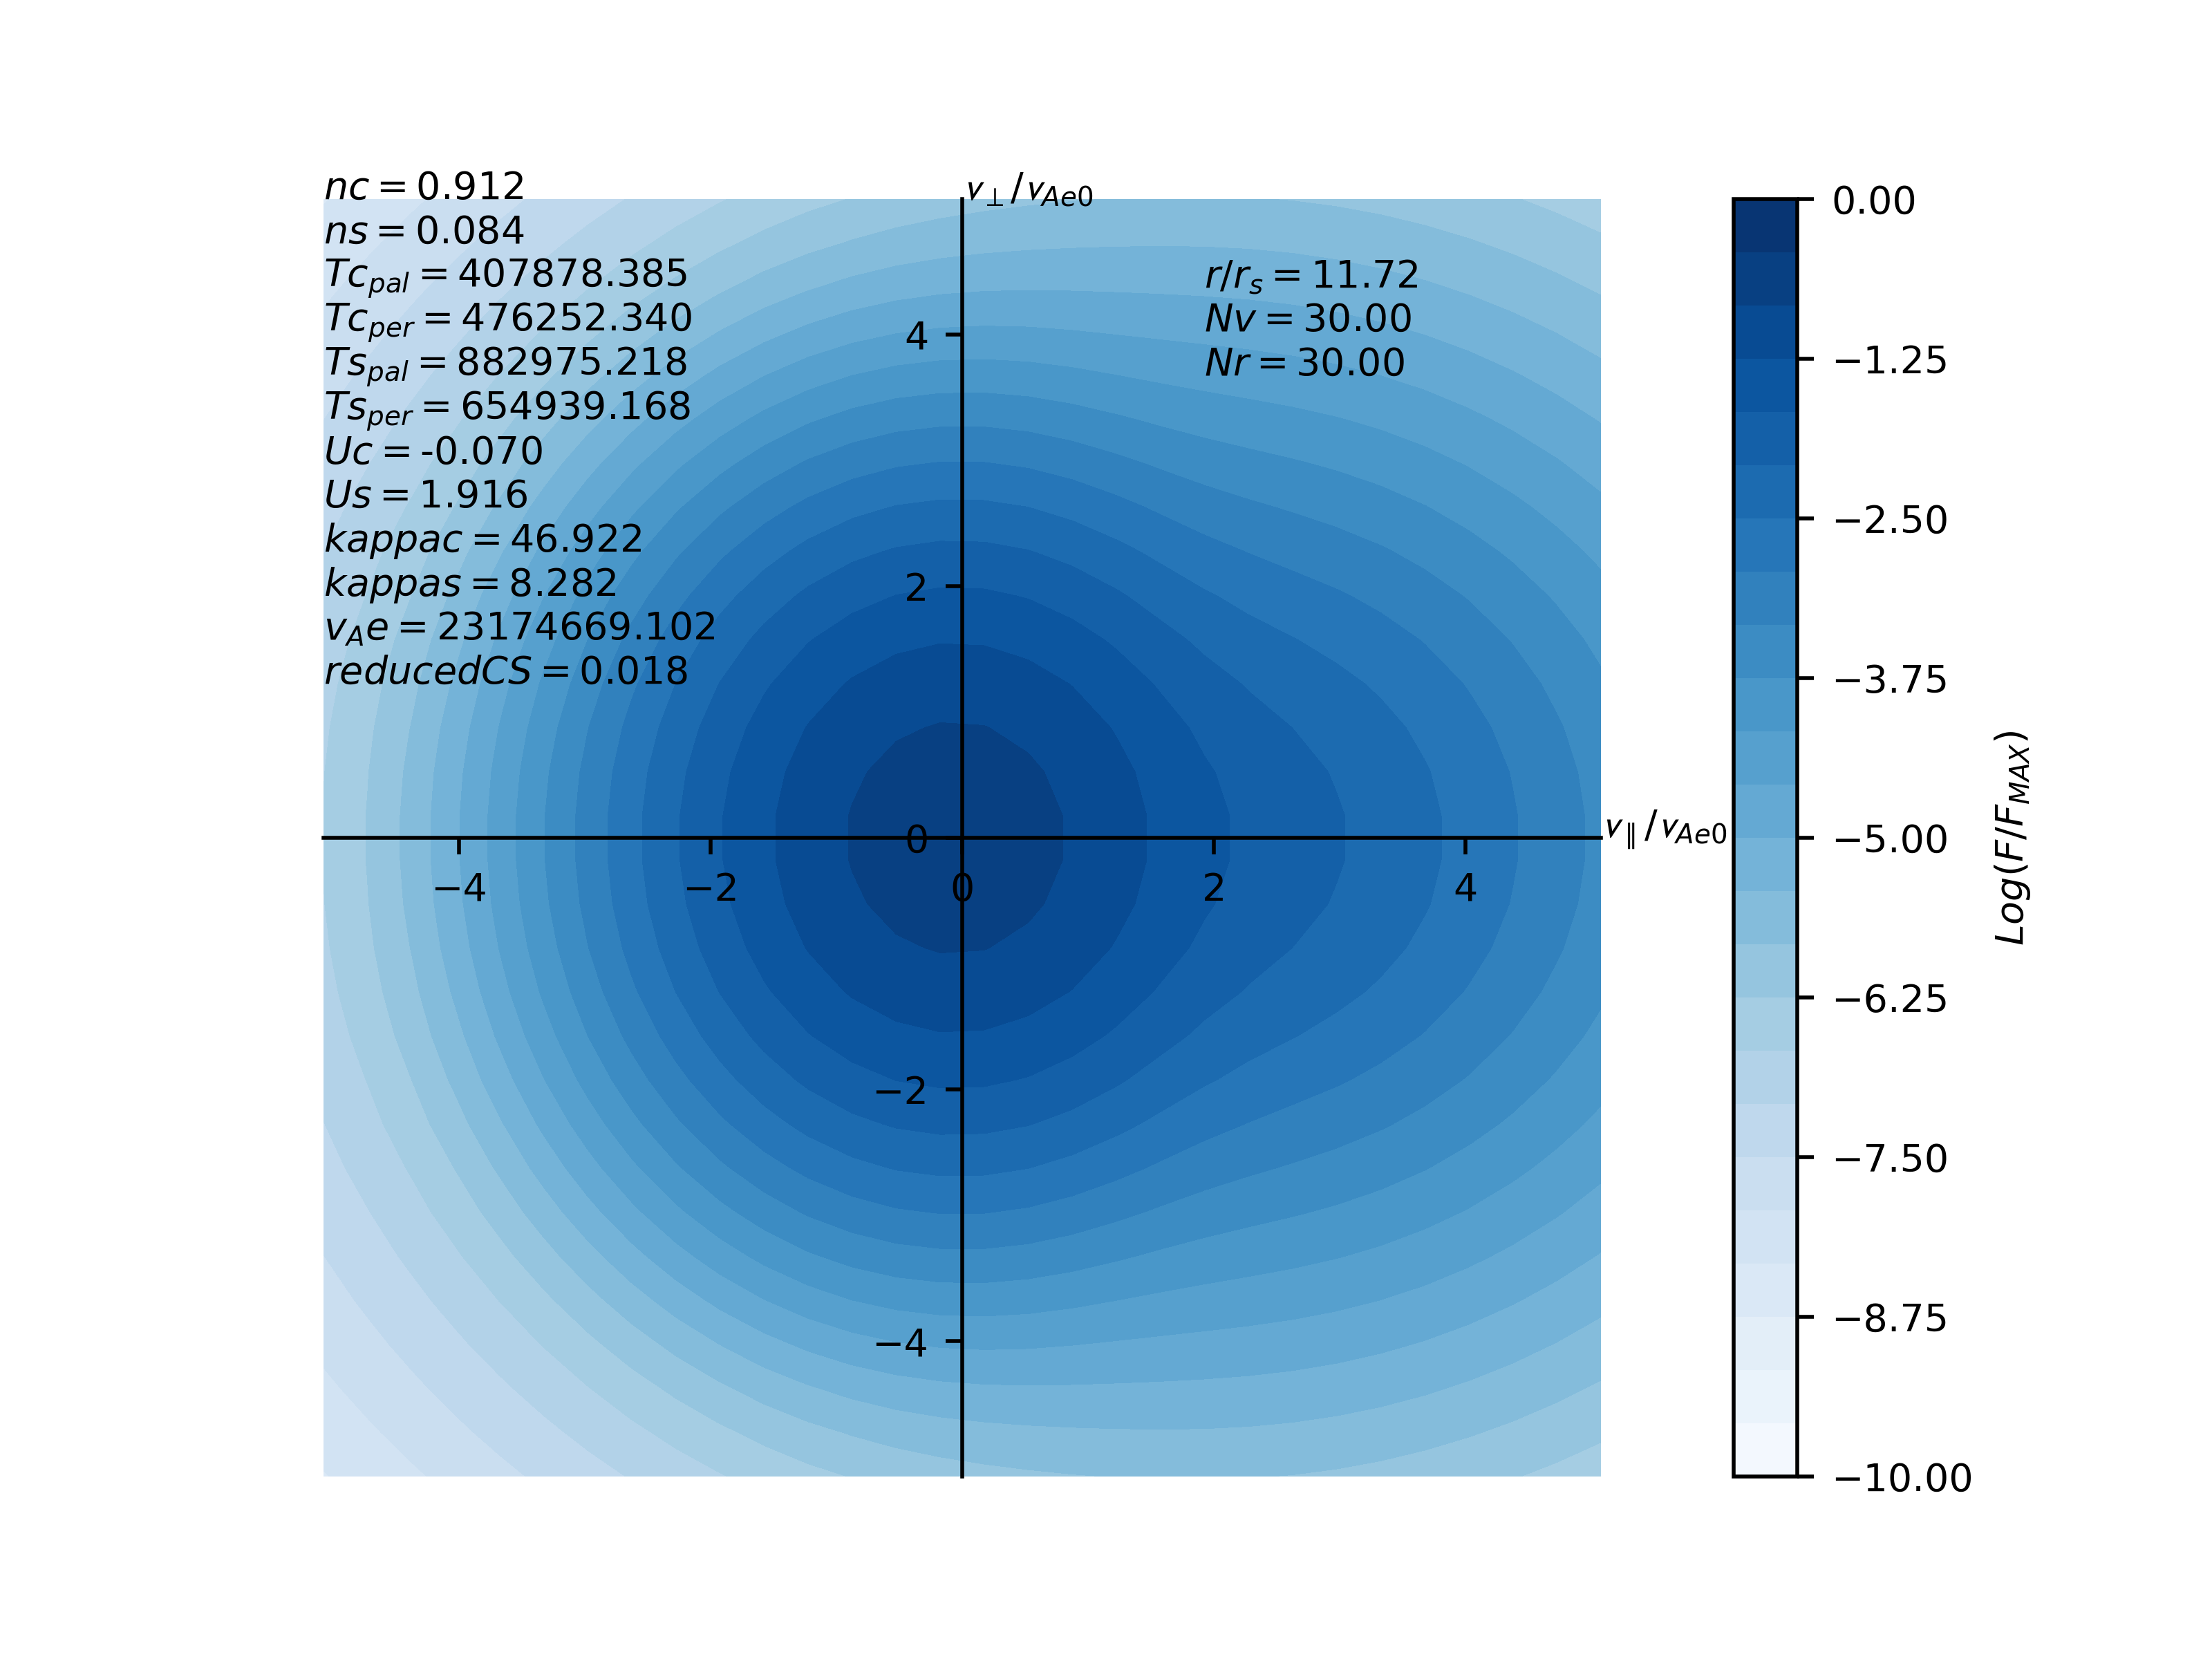 nc = 0.912
ns = 0.084
Tc_pal = 407878.385
Tc_per = 476252.340
Ts_pal = 882975.218
Ts_per = 654939.168
Uc = -0.070
Us = 1.916
kappac = 46.922
kappas = 8.282
v_Ae = 23174669.102
reducedCS = 0.018
v_⊥/v_Ae0
r/r_s = 11.72
Nv = 30.00
Nr = 30.00
4
2
0
−2
−4
−4
−2
0
2
4
v_∥/v_Ae0
0.00
−1.25
−2.50
−3.75
−5.00
−6.25
−7.50
−8.75
−10.00
Log(F/F_MAX)